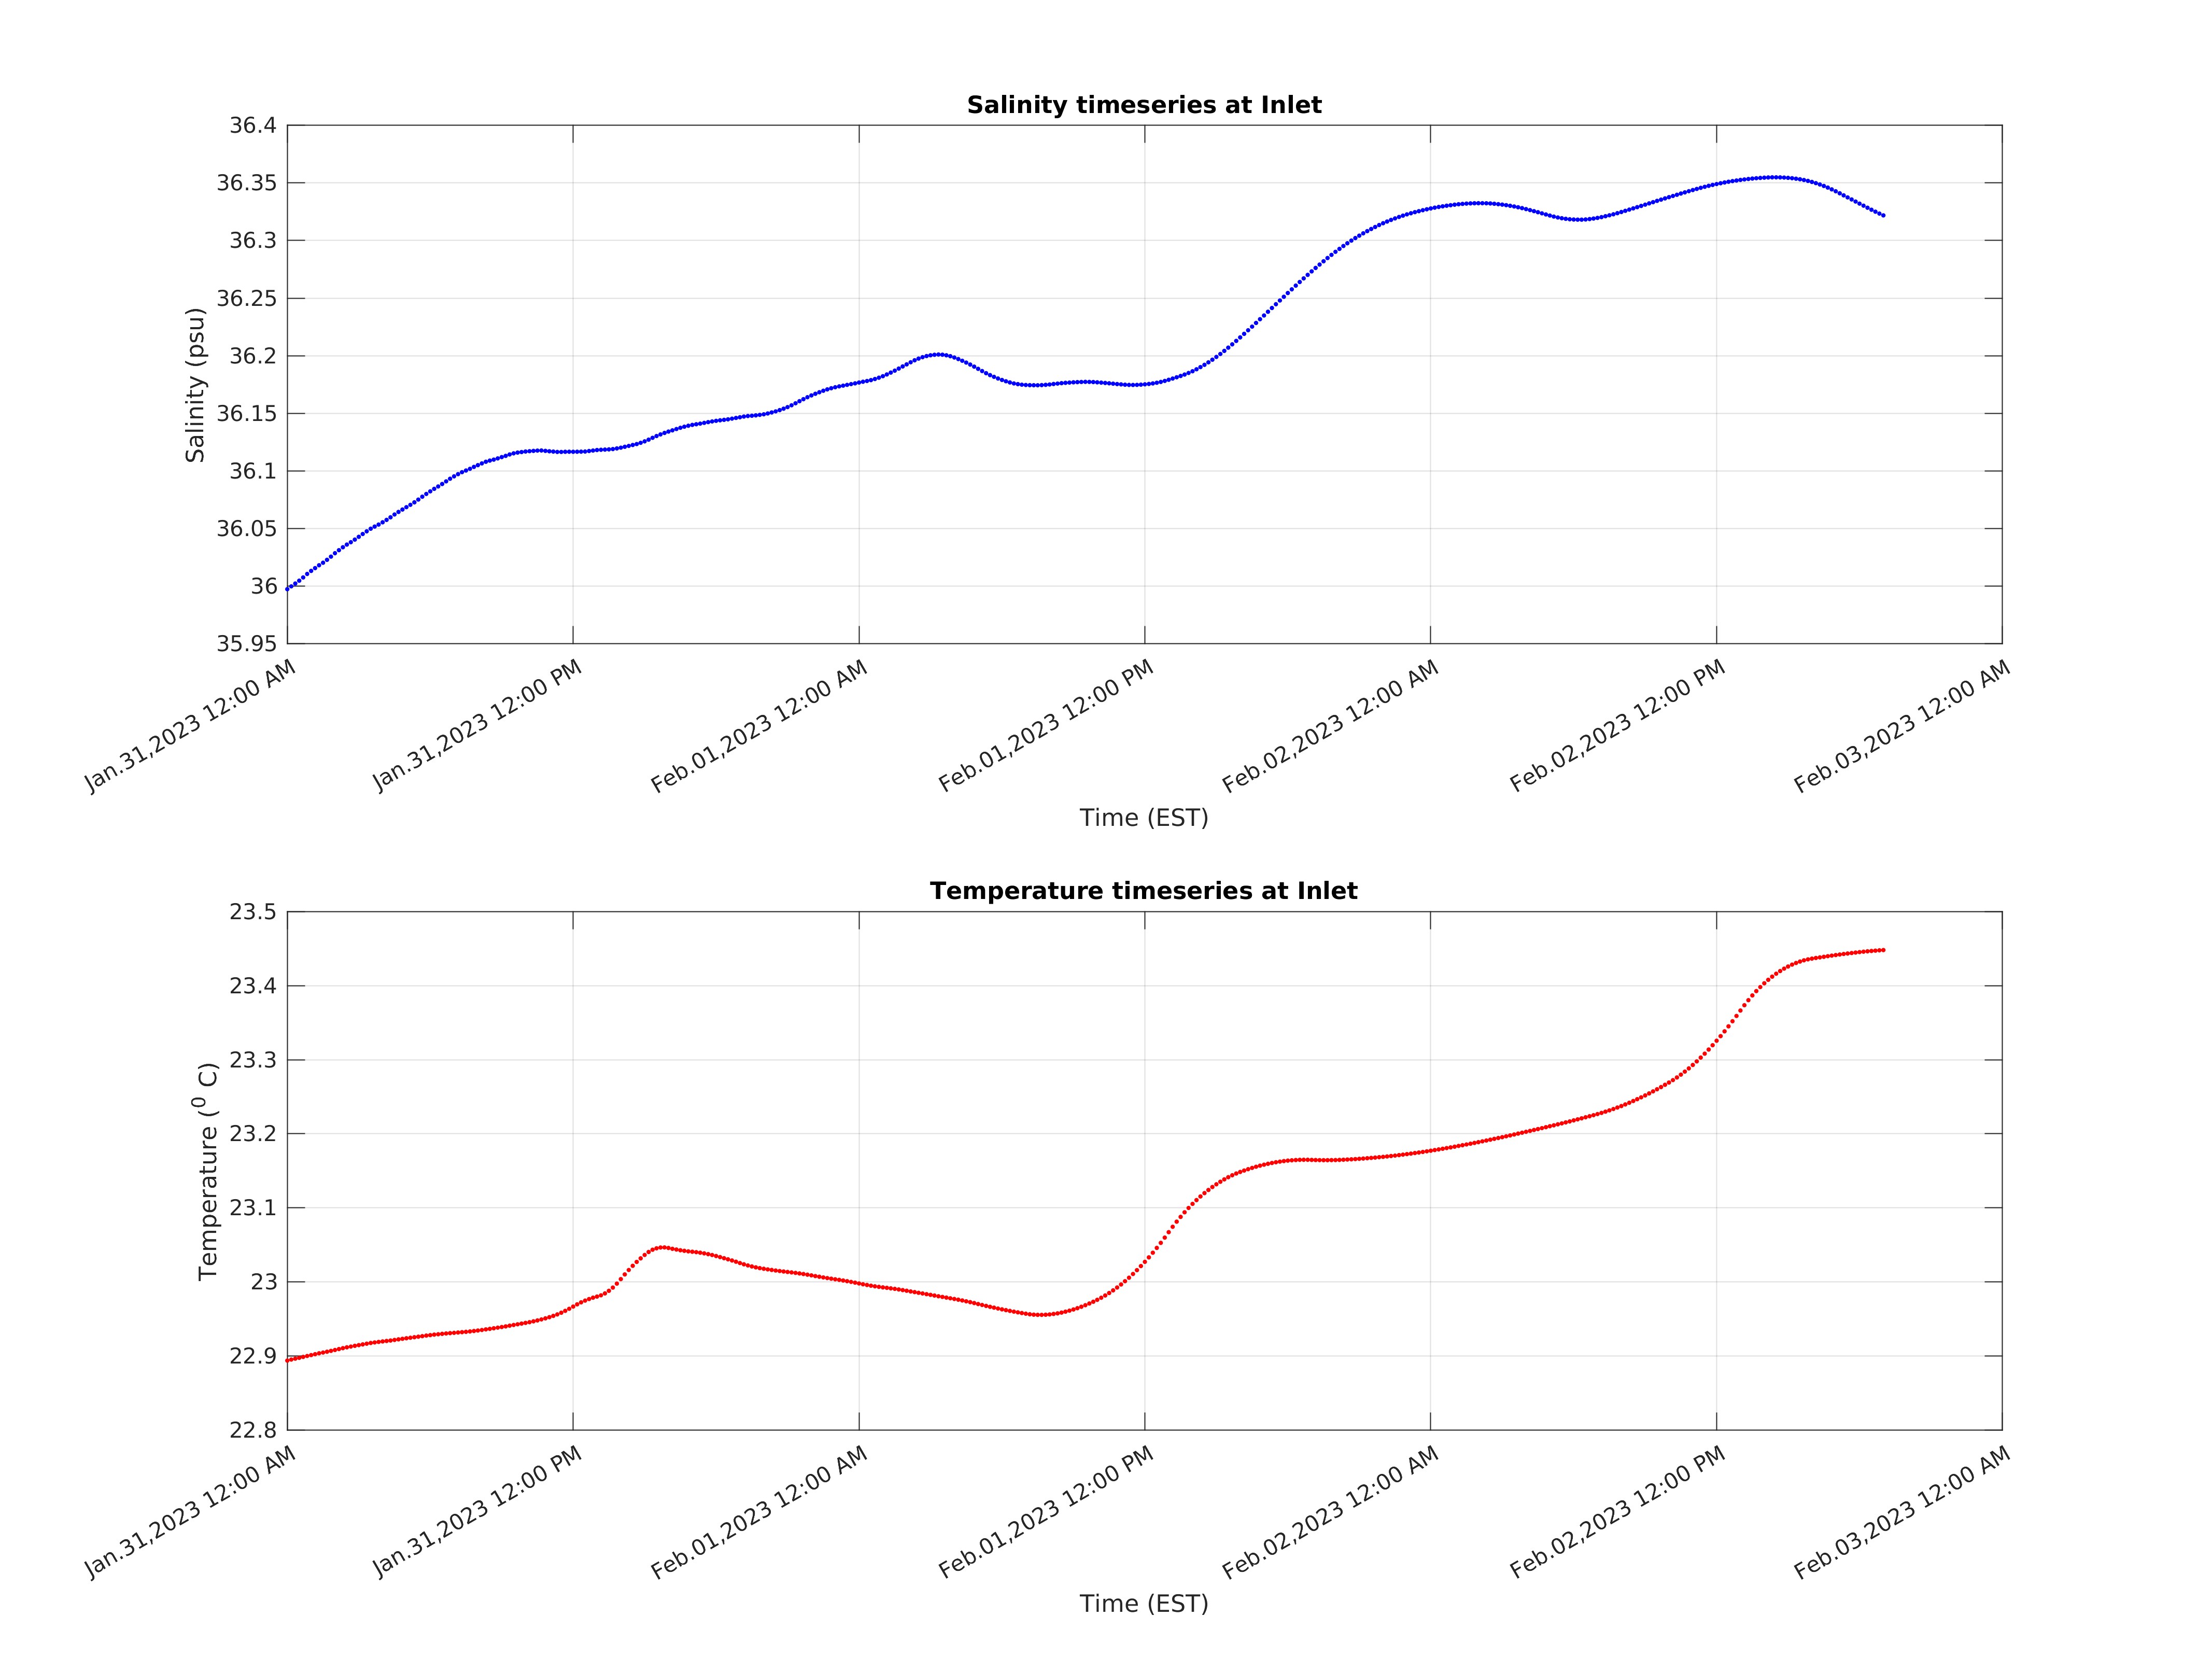 Salinity timeseries at Inlet
36.4
36.35
36.3
36.25
36.2
36.15
36.1
36.05
36
35.95
Salinity (psu)
Jan.31,2023 12:00 AM
Jan.31,2023 12:00 PM
Feb.01,2023 12:00 AM
Feb.01,2023 12:00 PM
Feb.02,2023 12:00 AM
Feb.02,2023 12:00 PM
Feb.03,2023 12:00 AM
Time (EST)
Temperature timeseries at Inlet
23.5
23.4
23.3
23.2
23.1
23
22.9
22.8
Temperature (⁰ C)
Jan.31,2023 12:00 AM
Jan.31,2023 12:00 PM
Feb.01,2023 12:00 AM
Feb.01,2023 12:00 PM
Feb.02,2023 12:00 AM
Feb.02,2023 12:00 PM
Feb.03,2023 12:00 AM
Time (EST)